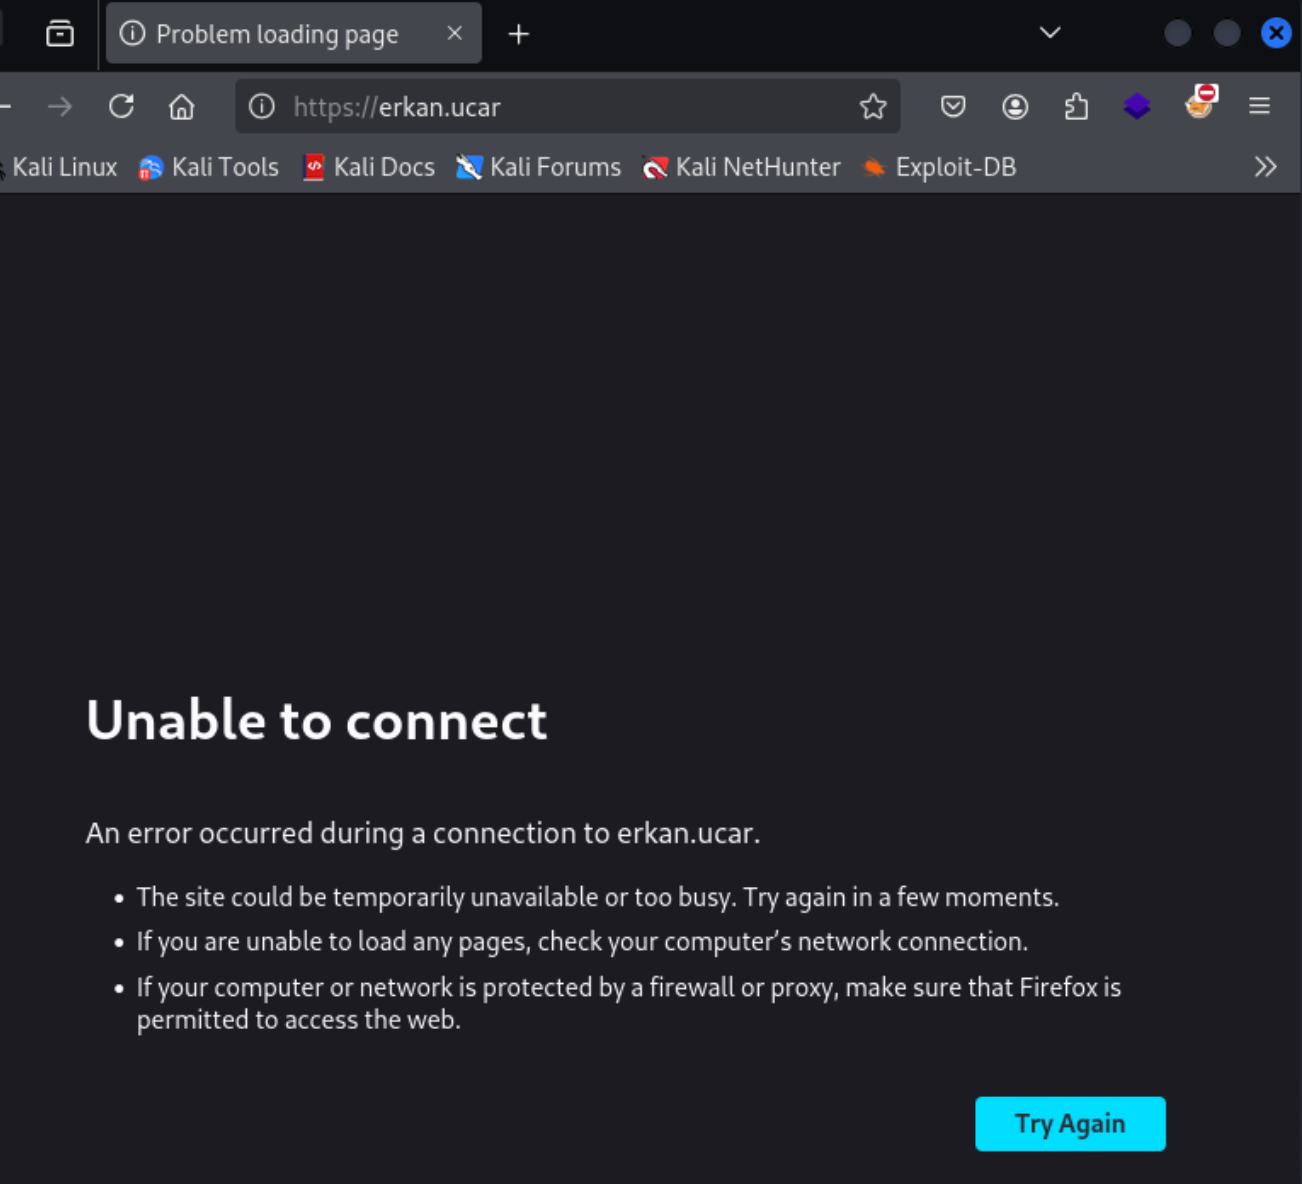 Problem loading page
https://erkan.ucar
Kali Linux Kali Tools Kali Docs Kali Forums Kali NetHunter Exploit-DB
Unable to connect
An error occurred during a connection to erkan.ucar.
• The site could be temporarily unavailable or too busy. Try again in a few moments.
• If you are unable to load any pages, check your computer’s network connection.
• If your computer or network is protected by a firewall or proxy, make sure that Firefox is
permitted to access the web.
Try Again